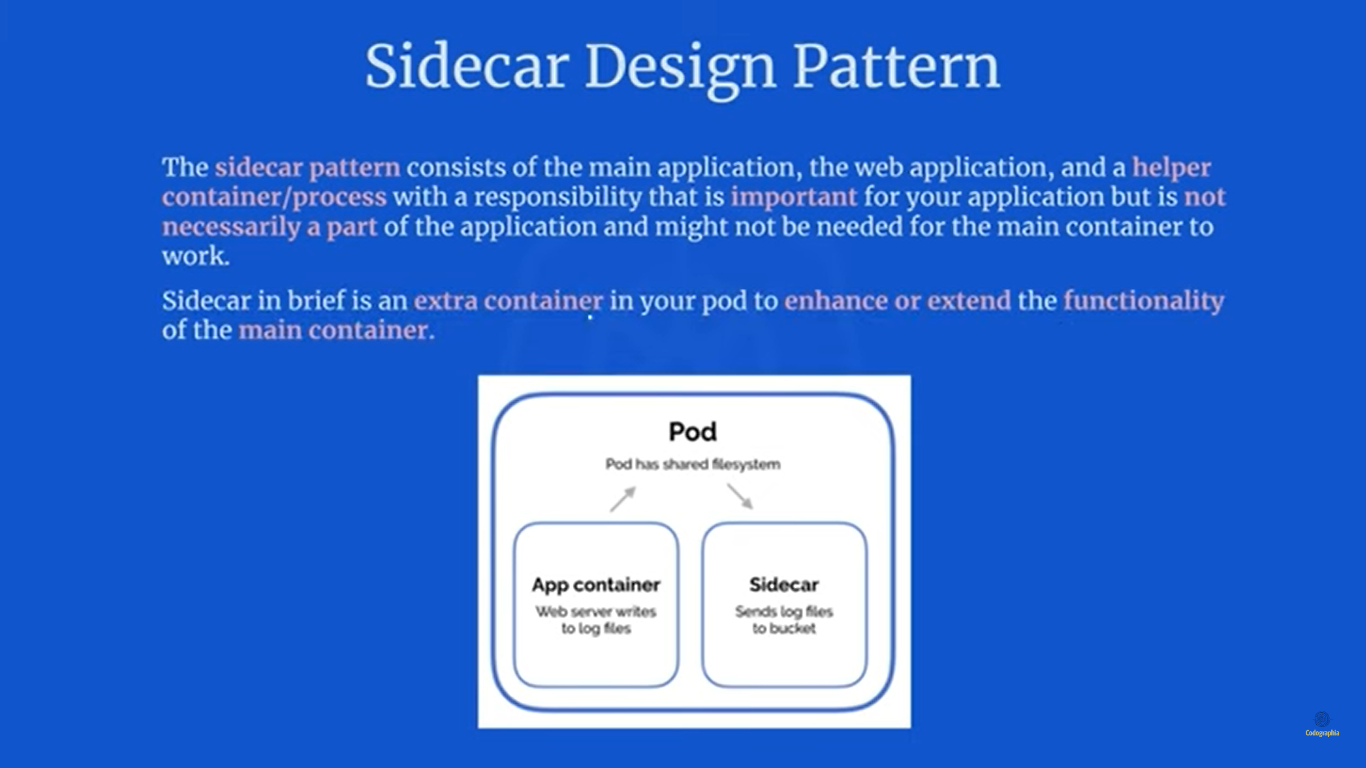 Sidecar Design Pattern
The sidecar pattern consists of the main application, the web application, and a helper
container/process with a responsibility that is important for your application but is not
necessarily a part of the application and might not be needed for the main container to
work.
Sidecar in brief is an extra container in your pod to enhance or extend the functionality
of the main container.
Pod
Pod has shared filesystem
App container
Web server writes
to log files
Sidecar
Sends log files
to bucket
Codographia